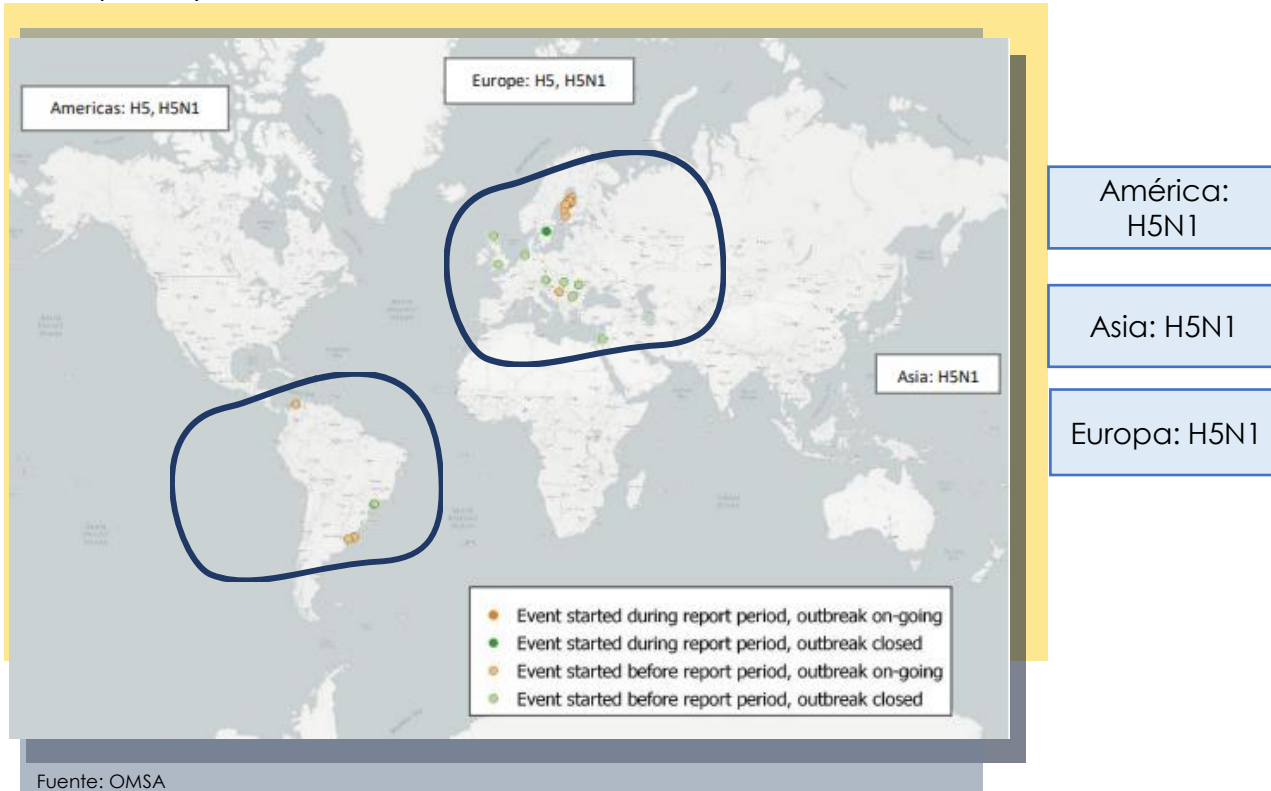 Americas: H5, H5N1
Europe: H5, H5N1
Asia: H5N1
América:
H5N1
Asia: H5N1
Europa: H5N1
Event started during report period, outbreak on-going
Event started during report period, outbreak closed
Event started before report period, outbreak on-going
Event started before report period, outbreak closed
Fuente: OMSA